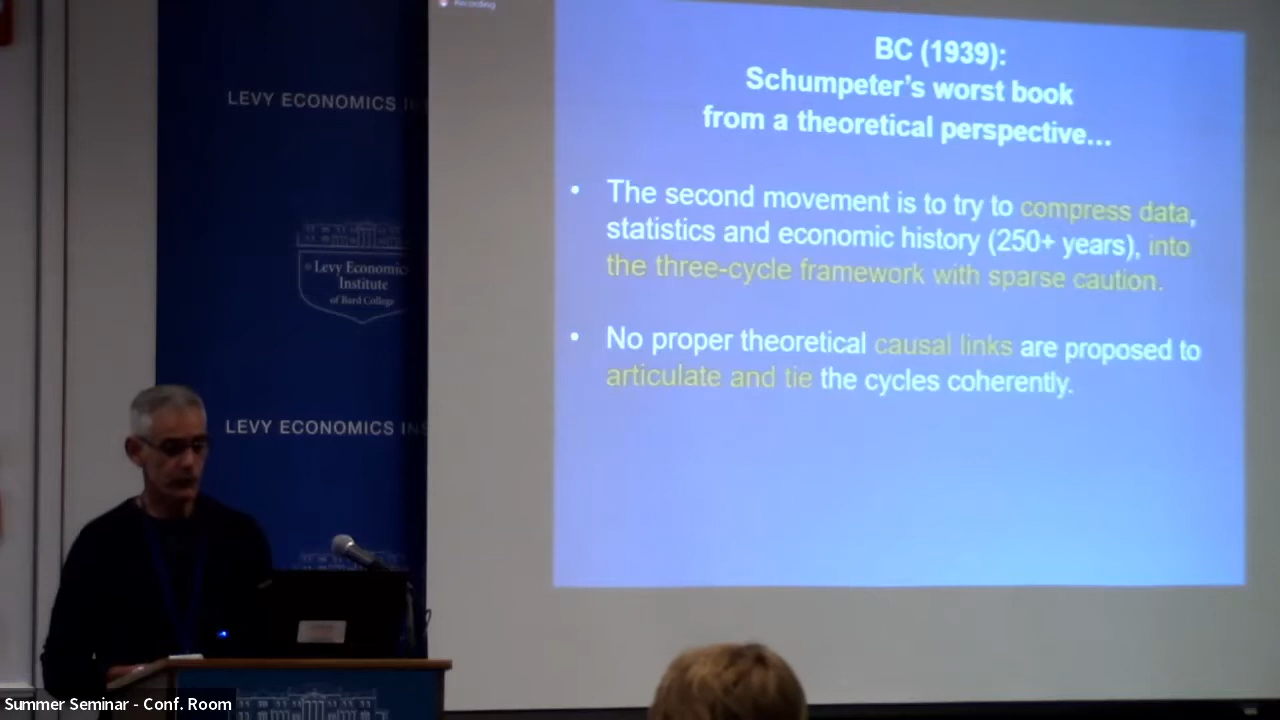 Recording
LEVY ECONOMICS
Levy Economics
Institute
of Bard College
LEVY ECONOMICS INS
BC (1939):
Schumpeter's worst book
from a theoretical perspective...
• The second movement is to try to compress data,
statistics and economic history (250+ years), into
the three-cycle framework with sparse caution.
• No proper theoretical causal links are proposed to
articulate and tie the cycles coherently.
Summer Seminar - Conf. Room